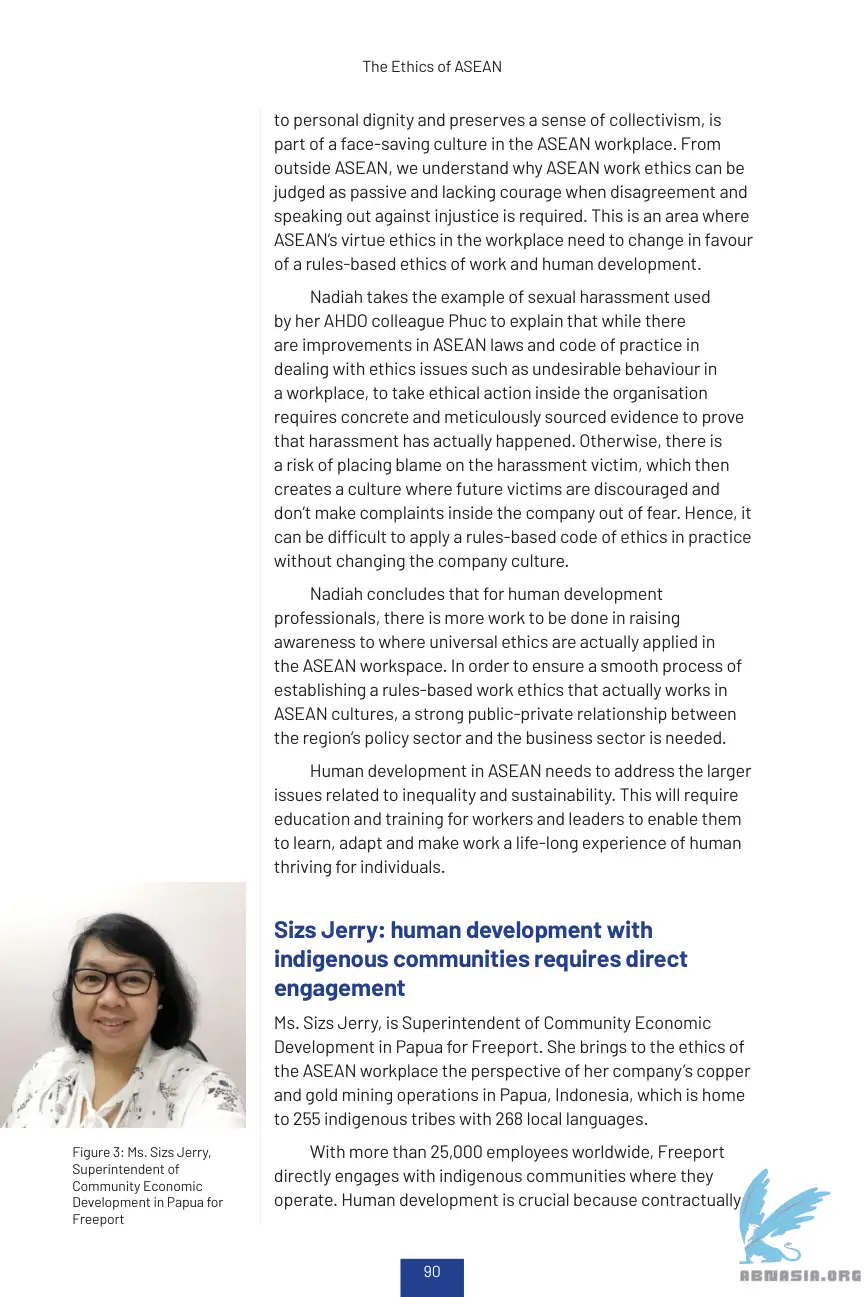 The Ethics of ASEAN
to personal dignity and preserves a sense of collectivism, is
part of a face-saving culture in the ASEAN workplace. From
outside ASEAN, we understand why ASEAN work ethics can be
judged as passive and lacking courage when disagreement and
speaking out against injustice is required. This is an area where
ASEAN’s virtue ethics in the workplace need to change in favour
of a rules-based ethics of work and human development.
Nadiah takes the example of sexual harassment used
by her AHDO colleague Phuc to explain that while there
are improvements in ASEAN laws and code of practice in
dealing with ethics issues such as undesirable behaviour in
a workplace, to take ethical action inside the organisation
requires concrete and meticulously sourced evidence to prove
that harassment has actually happened. Otherwise, there is
a risk of placing blame on the harassment victim, which then
creates a culture where future victims are discouraged and
don’t make complaints inside the company out of fear. Hence, it
can be difficult to apply a rules-based code of ethics in practice
without changing the company culture.
Nadiah concludes that for human development
professionals, there is more work to be done in raising
awareness to where universal ethics are actually applied in
the ASEAN workspace. In order to ensure a smooth process of
establishing a rules-based work ethics that actually works in
ASEAN cultures, a strong public-private relationship between
the region’s policy sector and the business sector is needed.
Human development in ASEAN needs to address the larger
issues related to inequality and sustainability. This will require
education and training for workers and leaders to enable them
to learn, adapt and make work a life-long experience of human
thriving for individuals.
Sizs Jerry: human development with
indigenous communities requires direct
engagement
Ms. Sizs Jerry, is Superintendent of Community Economic
Development in Papua for Freeport. She brings to the ethics of
the ASEAN workplace the perspective of her company’s copper
and gold mining operations in Papua, Indonesia, which is home
to 255 indigenous tribes with 268 local languages.
With more than 25,000 employees worldwide, Freeport
directly engages with indigenous communities where they
operate. Human development is crucial because contractually
Figure 3: Ms. Sizs Jerry,
Superintendent of
Community Economic
Development in Papua for
Freeport
90
ABNASIA.ORG